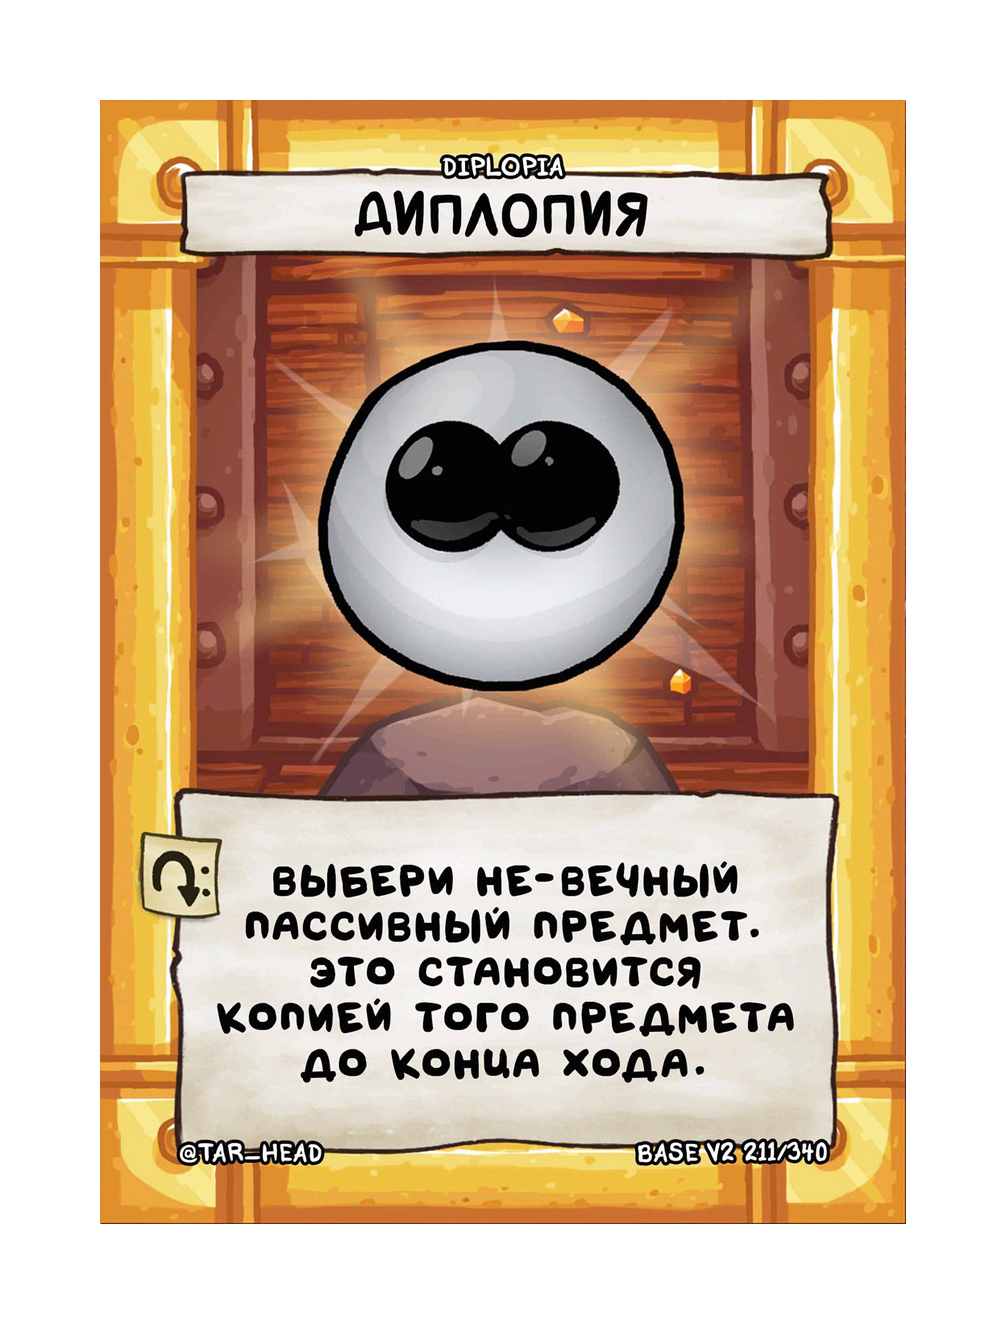 DIPLOPIA
ДИПЛОПИЯ
ВЫБЕРИ НЕ-ВЕЧНЫЙ
ПАССИВНЫЙ ПРЕДМЕТ.
ЭТО СТАНОВИТСЯ
КОПИЕЙ ТОГО ПРЕДМЕТА
ДО КОНЦА ХОДА.
@TAR_HEAD
BASE V2 211/340